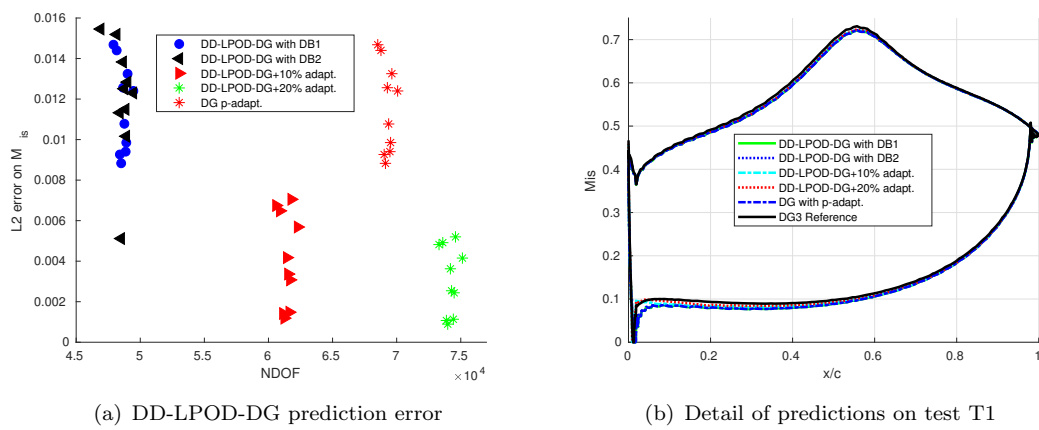 0.016
0.014
0.012
0.01
0.008
0.006
0.004
0.002
0
L2 error on M is
DD-LPOD-DG with DB1
DD-LPOD-DG with DB2
DD-LPOD-DG+10% adapt.
DD-LPOD-DG+20% adapt.
DG p-adapt.
4.5 5 5.5 6 6.5 7 7.5
NDOF
× 10^4
(a) DD-LPOD-DG prediction error
0.7
0.6
0.5
0.4
0.3
0.2
0.1
0
Mis
DD-LPOD-DG with DB1
DD-LPOD-DG with DB2
DD-LPOD-DG+10% adapt.
DD-LPOD-DG+20% adapt.
DG with p-adapt.
DG3 Reference
0 0.2 0.4 0.6 0.8 1
x/c
(b) Detail of predictions on test T1